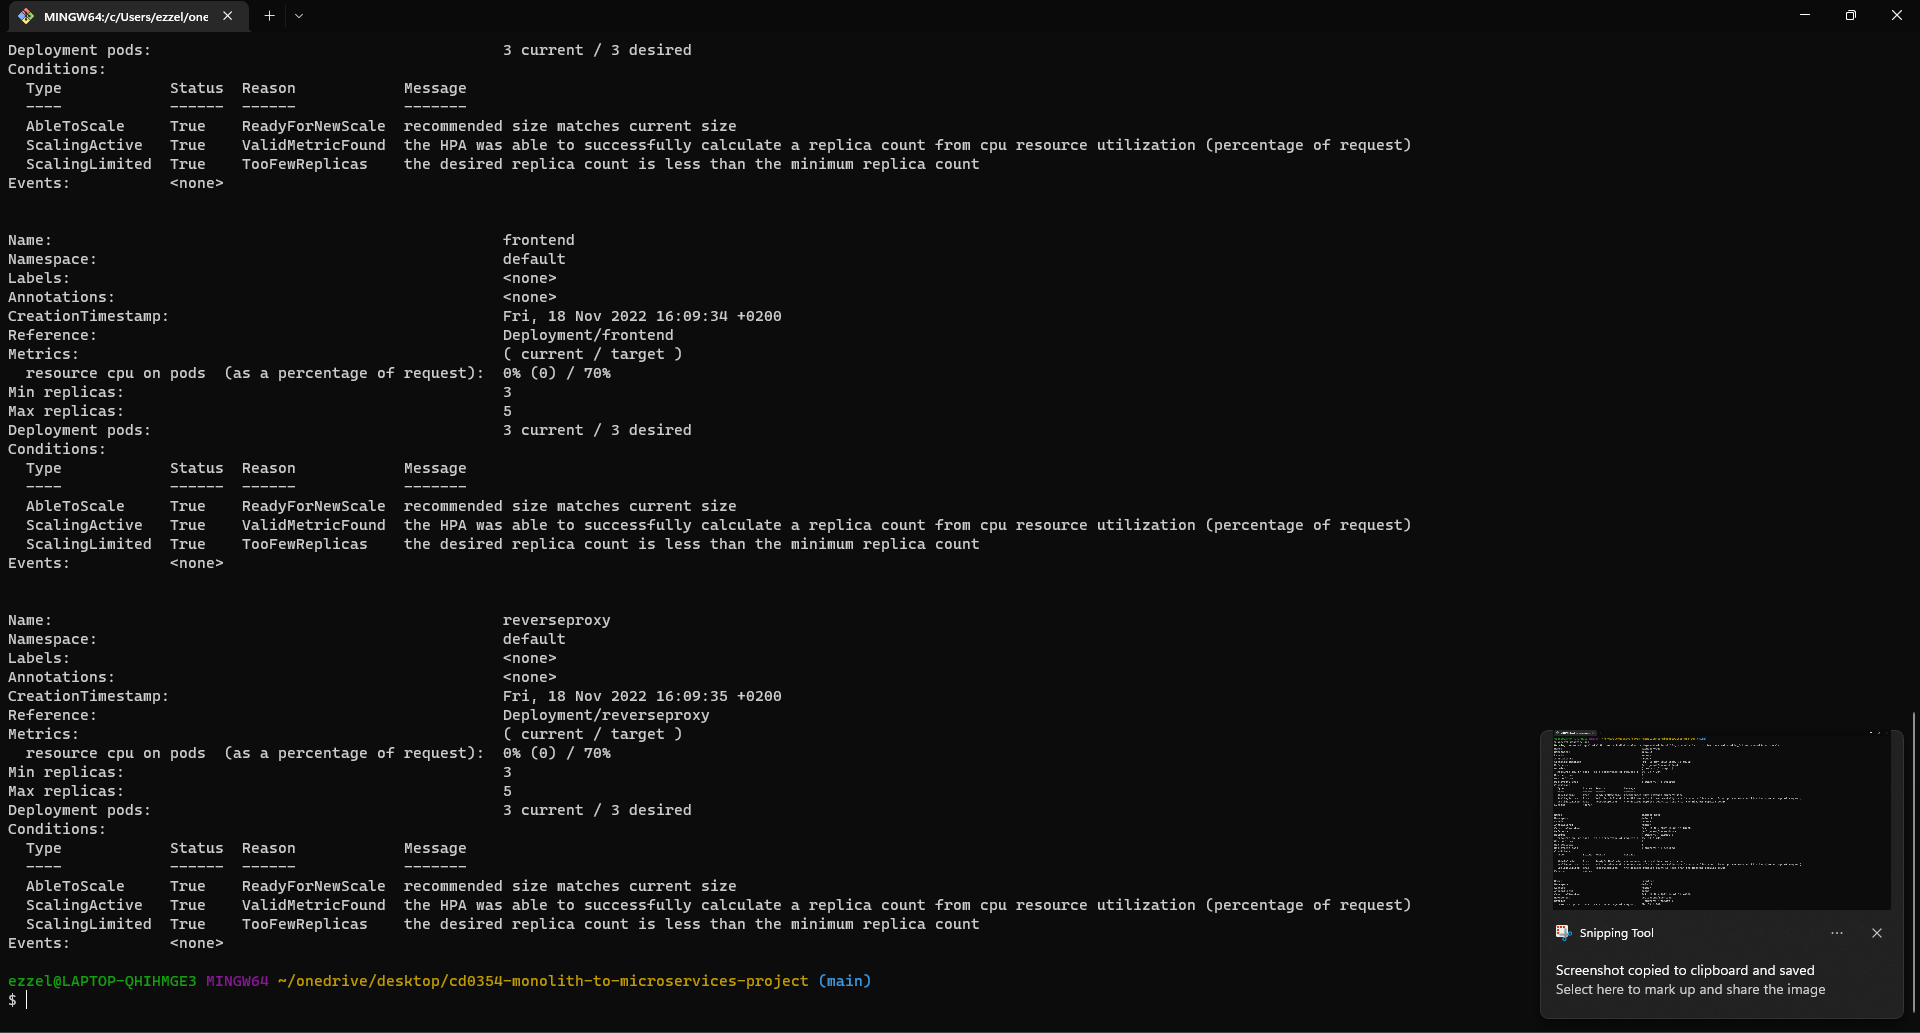 MINGW64:/c/Users/ezzel/one
Deployment pods: 3 current / 3 desired
Conditions:
Type Status Reason Message
---- ------ ------ -------
AbleToScale True ReadyForNewScale recommended size matches current size
ScalingActive True ValidMetricFound the HPA was able to successfully calculate a replica count from cpu resource utilization (percentage of request)
ScalingLimited True TooFewReplicas the desired replica count is less than the minimum replica count
Events: <none>
Name: frontend
Namespace: default
Labels: <none>
Annotations: <none>
CreationTimestamp: Fri, 18 Nov 2022 16:09:34 +0200
Reference: Deployment/frontend
Metrics: ( current / target )
resource cpu on pods (as a percentage of request): 0% (0) / 70%
Min replicas: 3
Max replicas: 5
Deployment pods: 3 current / 3 desired
Conditions:
Type Status Reason Message
---- ------ ------ -------
AbleToScale True ReadyForNewScale recommended size matches current size
ScalingActive True ValidMetricFound the HPA was able to successfully calculate a replica count from cpu resource utilization (percentage of request)
ScalingLimited True TooFewReplicas the desired replica count is less than the minimum replica count
Events: <none>
Name: reverseproxy
Namespace: default
Labels: <none>
Annotations: <none>
CreationTimestamp: Fri, 18 Nov 2022 16:09:35 +0200
Reference: Deployment/reverseproxy
Metrics: ( current / target )
resource cpu on pods (as a percentage of request): 0% (0) / 70%
Min replicas: 3
Max replicas: 5
Deployment pods: 3 current / 3 desired
Conditions:
Type Status Reason Message
---- ------ ------ -------
AbleToScale True ReadyForNewScale recommended size matches current size
ScalingActive True ValidMetricFound the HPA was able to successfully calculate a replica count from cpu resource utilization (percentage of request)
ScalingLimited True TooFewReplicas the desired replica count is less than the minimum replica count
Events: <none>
ezzel@LAPTOP-QHIHMGE3 MINGW64 ~/onedrive/desktop/cd0354-monolith-to-microservices-project (main)
$
Snipping Tool
Screenshot copied to clipboard and saved
Select here to mark up and share the image